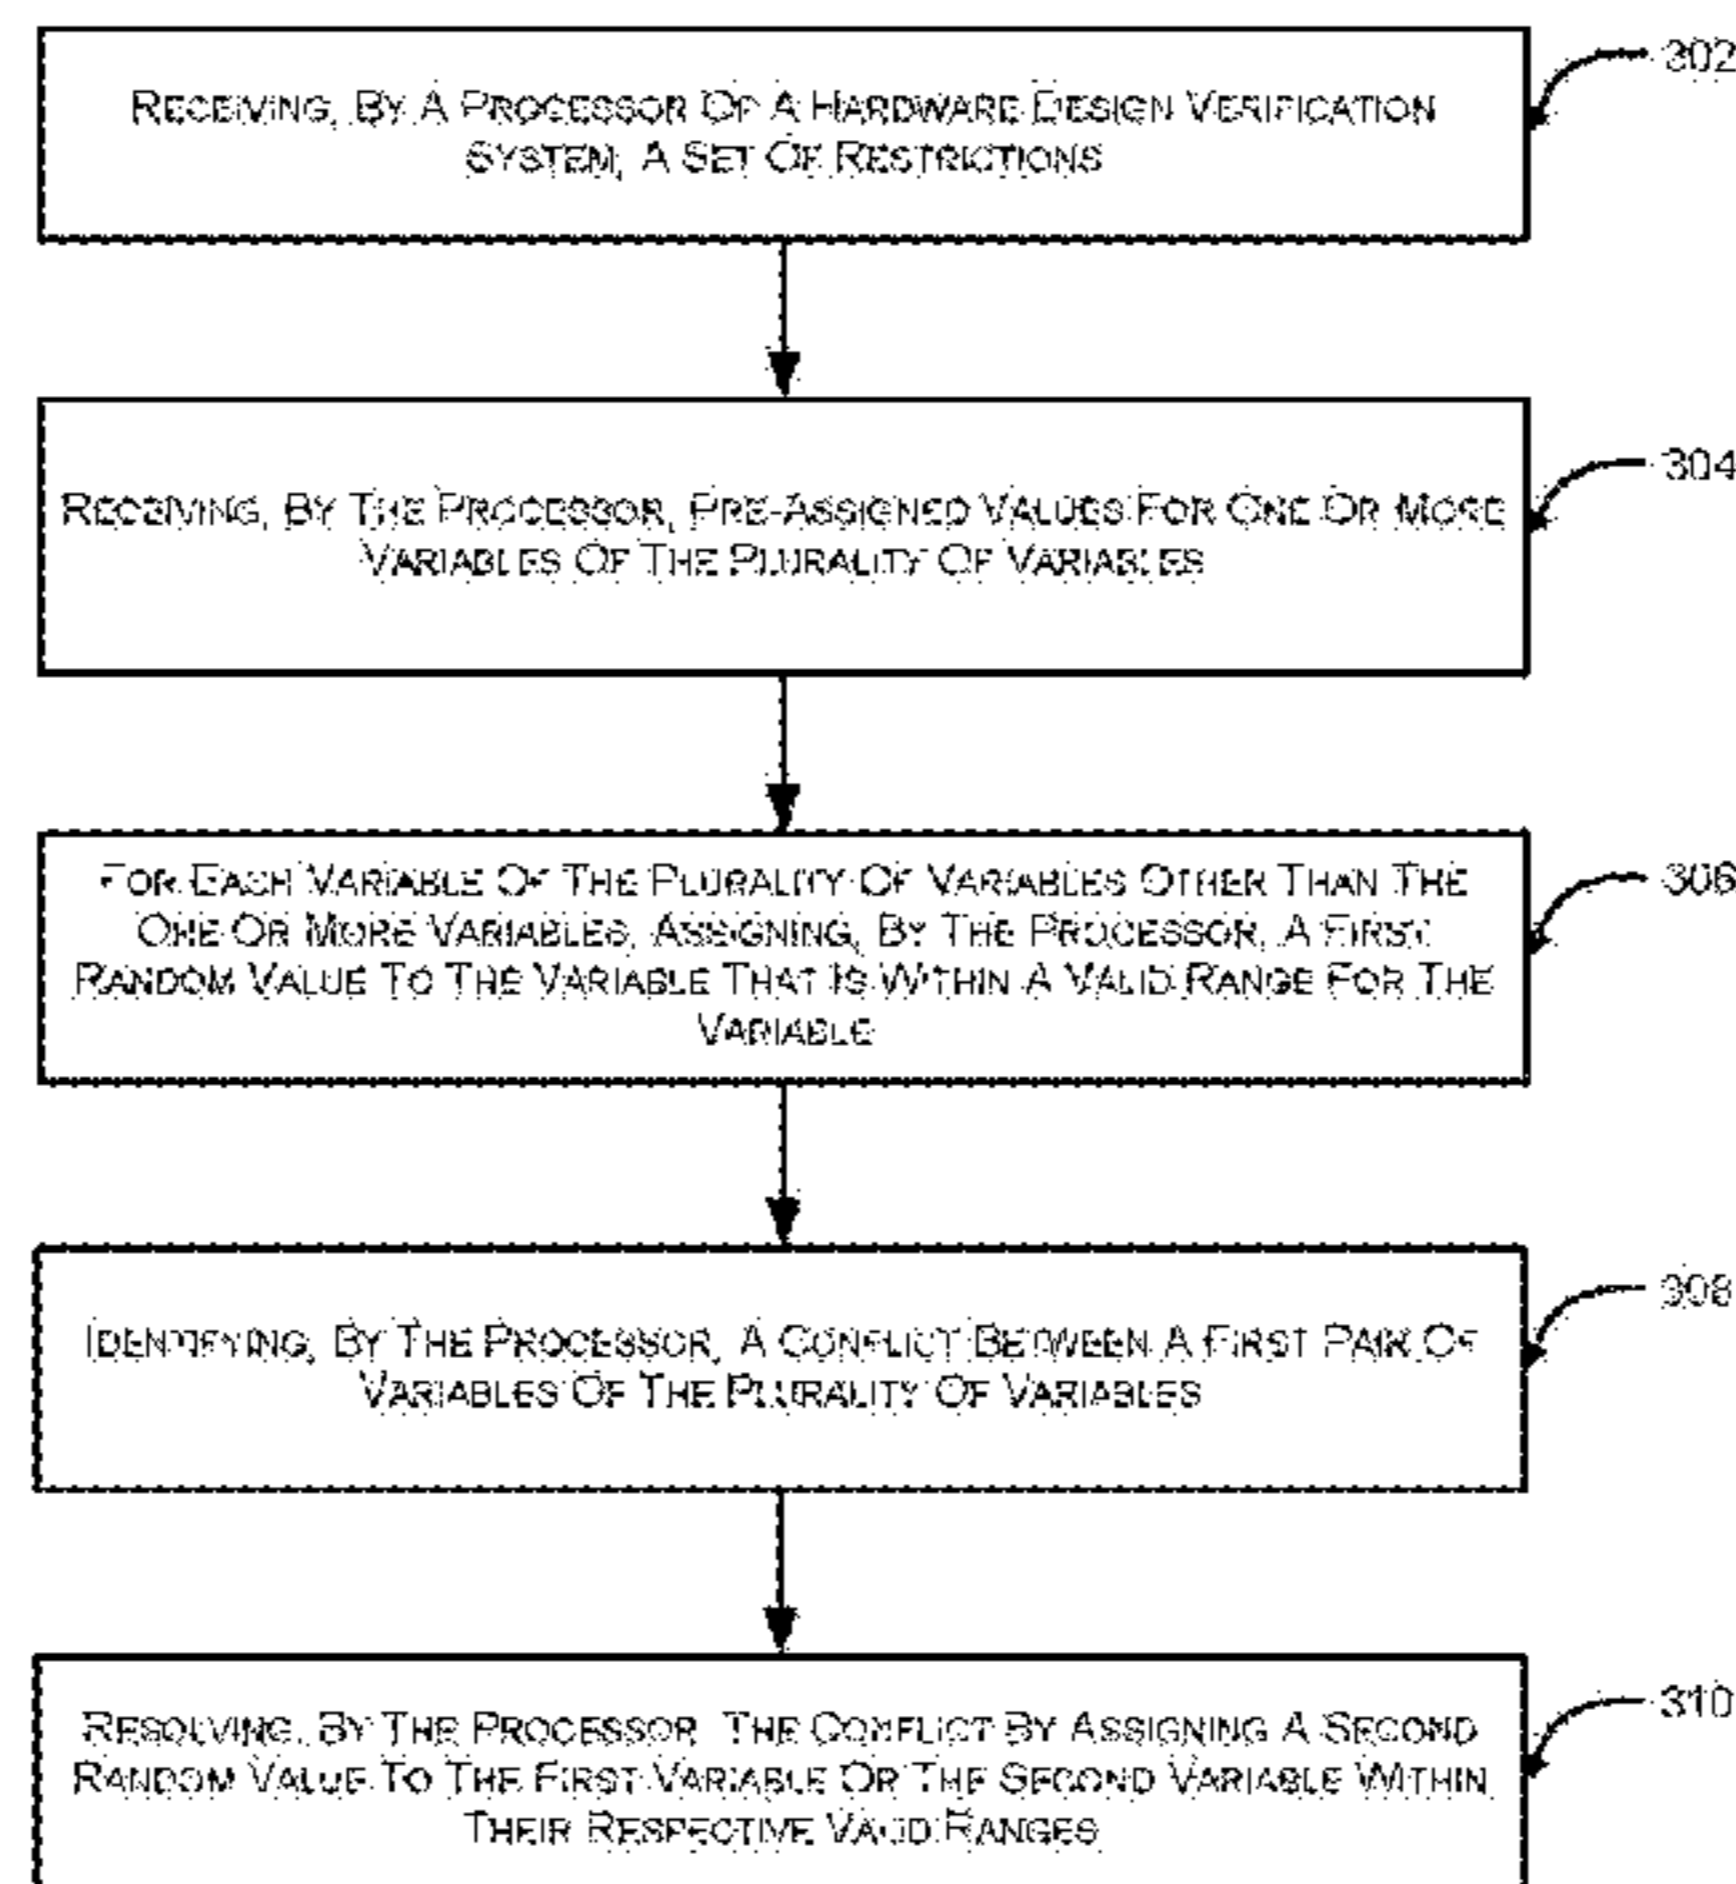 RECEIVING, BY A PROCESSOR OF A HARDWARE DESIGN VERIFICATION
SYSTEM, A SET OF RESTRICTIONS
302
RECEIVING, BY THE PROCESSOR, PRE-ASSIGNED VALUES FOR ONE OR MORE
VARIABLES OF THE PLURALITY OF VARIABLES
304
FOR EACH VARIABLE OF THE PLURALITY OF VARIABLES OTHER THAN THE
ONE OR MORE VARIABLES, ASSIGNING, BY THE PROCESSOR, A FIRST
RANDOM VALUE TO THE VARIABLE THAT IS WITHIN A VALID RANGE FOR THE
VARIABLE
306
IDENTIFYING, BY THE PROCESSOR, A CONFLICT BETWEEN A FIRST PAIR OF
VARIABLES OF THE PLURALITY OF VARIABLES
308
RESOLVING, BY THE PROCESSOR, THE CONFLICT BY ASSIGNING A SECOND
RANDOM VALUE TO THE FIRST VARIABLE OR THE SECOND VARIABLE WITHIN
THEIR RESPECTIVE VALID RANGES
310